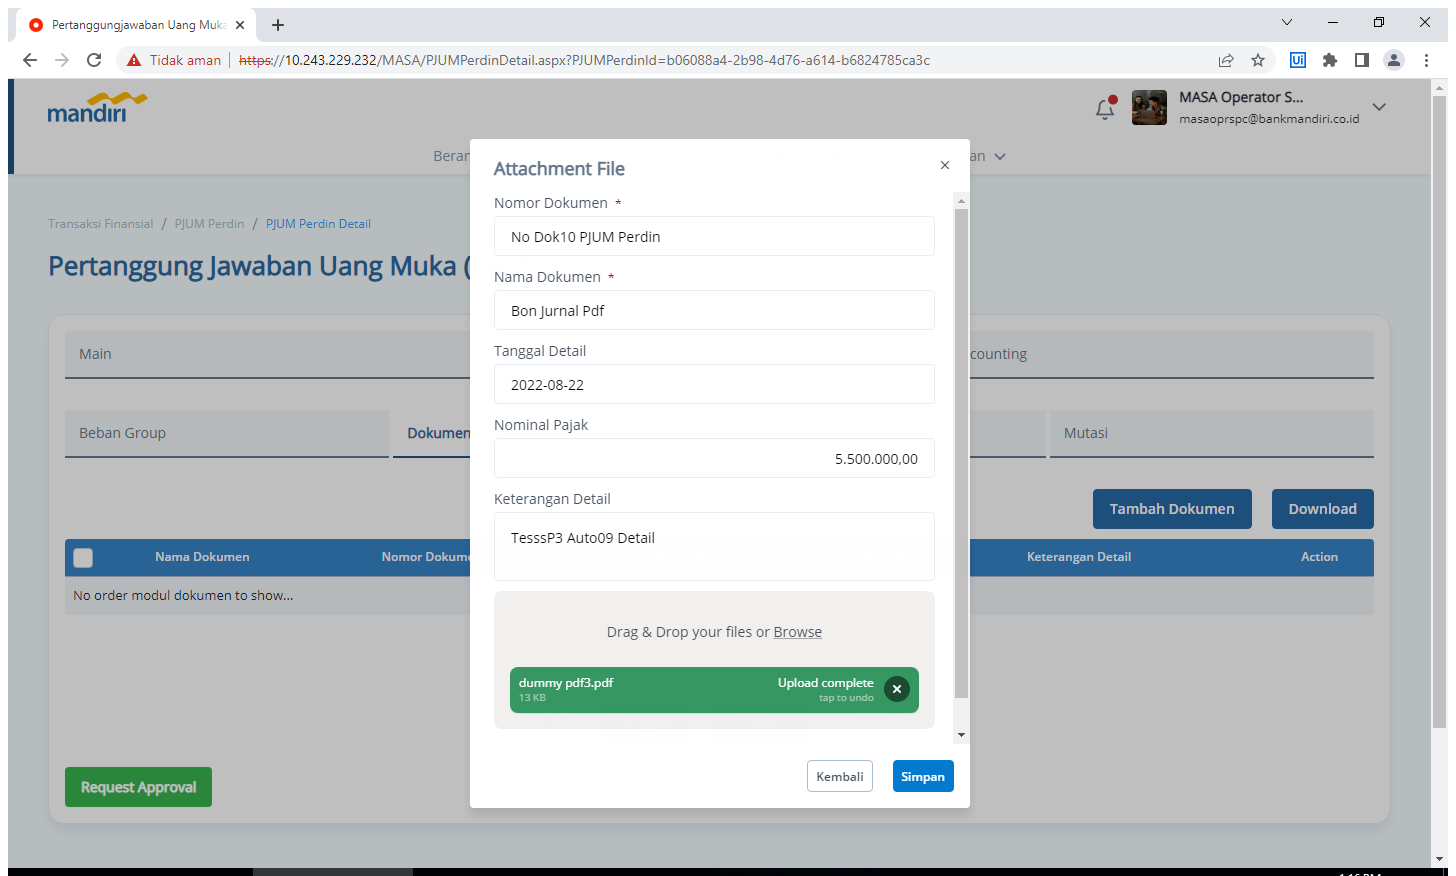 Pertanggungjawaban Uang Muka
Tidak aman | https://10.243.229.232/MASA/PJUMPerdinDetail.aspx?PJUMPerdinId=b06088a4-2b98-4d76-a614-b6824785ca3c
Ui
mandiri
MASA Operator S...
masaoprspc@bankmandiri.co.id
Beran
an
Attachment File
Transaksi Finansial / PJUM Perdin / PJUM Perdin Detail
Pertanggung Jawaban Uang Muka (
Nomor Dokumen *
No Dok10 PJUM Perdin
Nama Dokumen *
Bon Jurnal Pdf
Tanggal Detail
2022-08-22
Nominal Pajak
5.500.000,00
Keterangan Detail
TesssP3 Auto09 Detail
Drag & Drop your files or Browse
dummy pdf3.pdf
13 KB
Upload complete
tap to undo
Kembali
Simpan
Main
counting
Beban Group
Dokumen
Mutasi
Tambah Dokumen
Download
Nama Dokumen
Nomor Dokume
Keterangan Detail
Action
No order modul dokumen to show...
Request Approval